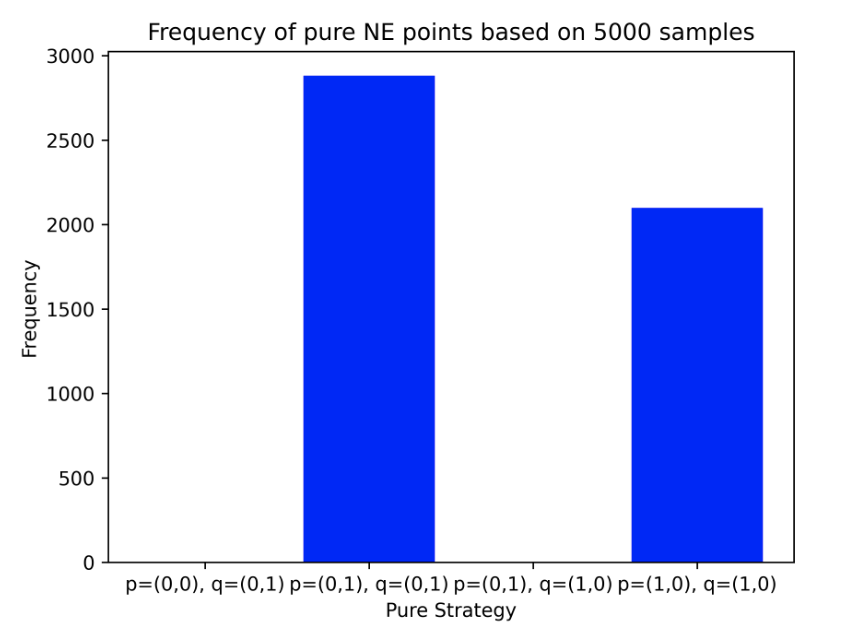 Frequency of pure NE points based on 5000 samples
3000
2500
2000
1500
1000
500
0
Frequency
p=(0,0), q=(0,1) p=(0,1), q=(0,1) p=(0,1), q=(1,0) p=(1,0), q=(1,0)
Pure Strategy